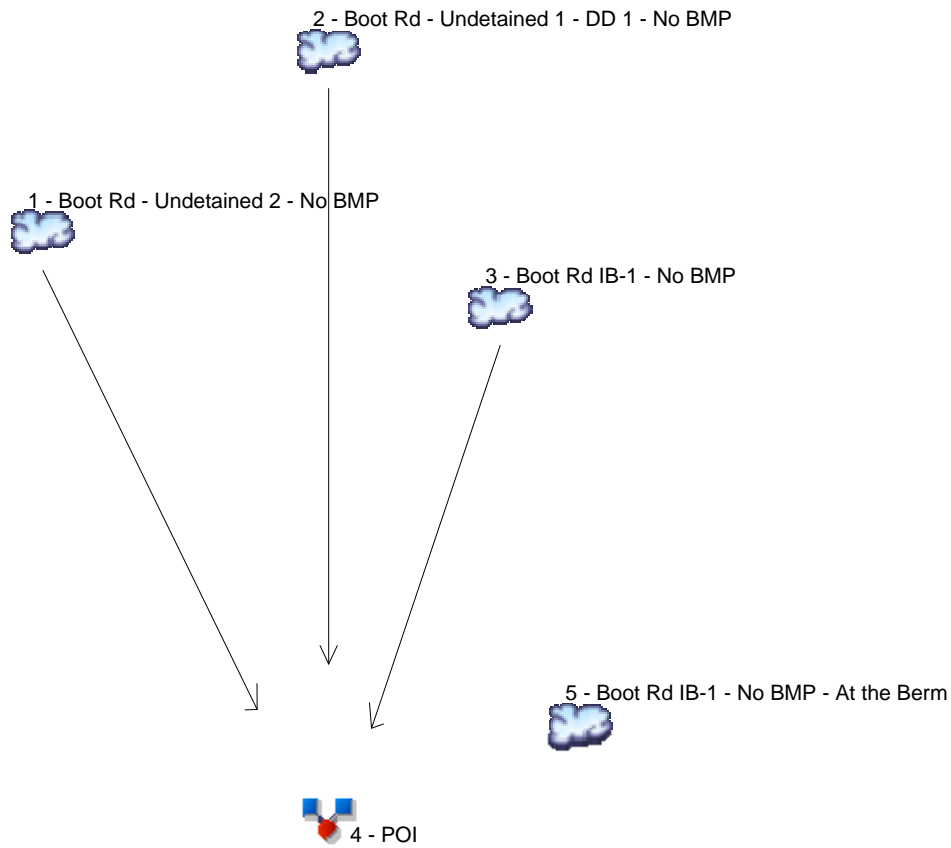 2 - Boot Rd - Undetained 1 - DD 1 - No BMP
1 - Boot Rd - Undetained 2 - No BMP
3 - Boot Rd IB-1 - No BMP
5 - Boot Rd IB-1 - No BMP - At the Berm
4 - POI